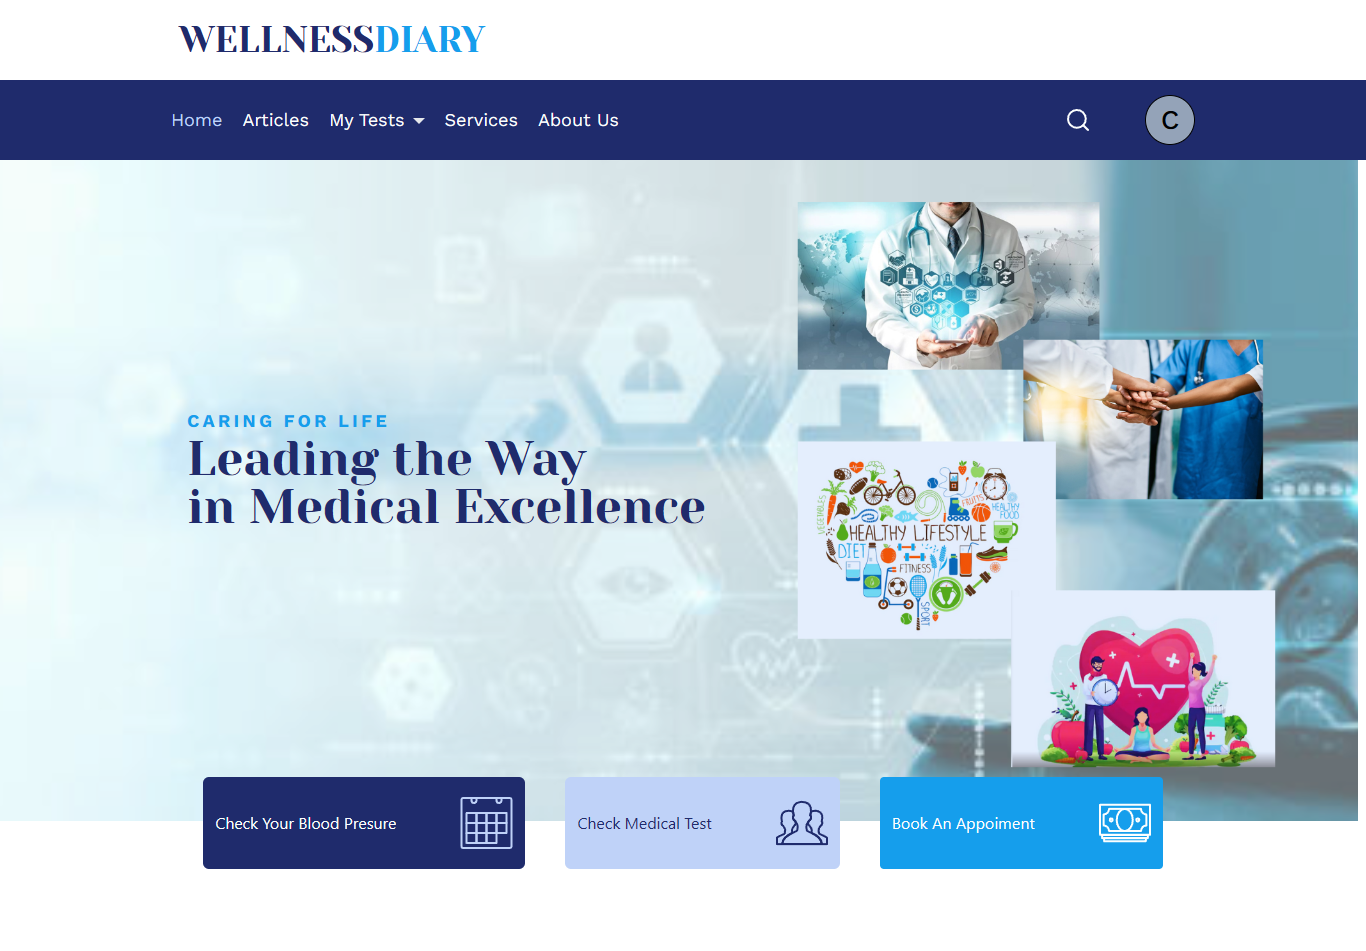 WELLNESSDIARY
Home Articles My Tests Services About Us
C
CARING FOR LIFE
Leading the Way
in Medical Excellence
VEGETABLES
FRUITS
HEALTHY
FOOD
HEALTHY LIFESTYLE
DIET
FITNESS
SPORT
Check Your Blood Presure
Check Medical Test
Book An Appoiment